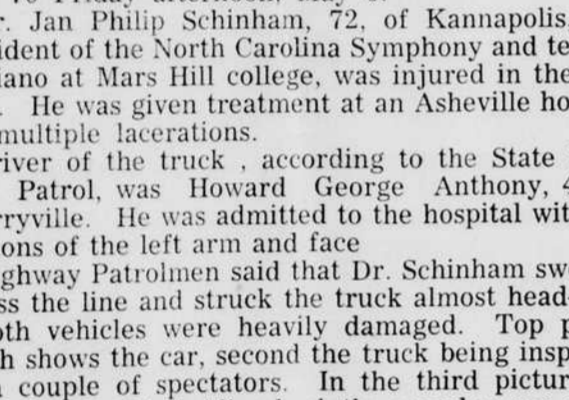 r. Jan Philip Schinham, 72, of Kannapolis,
ident of the North Carolina Symphony and te
iano at Mars Hill college, was injured in the
. He was given treatment at an Asheville ho
multiple lacerations.
river of the truck , according to the State
Patrol, was Howard George Anthony, 4
rryville. He was admitted to the hospital wit
ons of the left arm and face
ghway Patrolmen said that Dr. Schinham sw
ss the line and struck the truck almost head-
oth vehicles were heavily damaged. Top p
h shows the car, second the truck being insp
a couple of spectators. In the third pictur